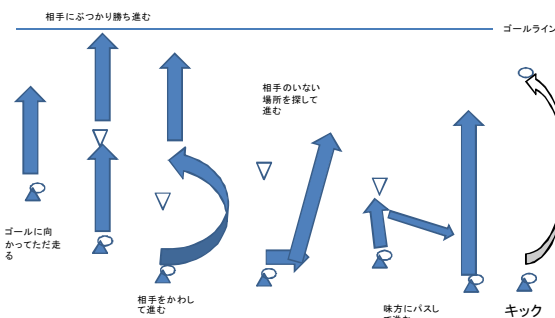 相手にぶつかり勝ち進む
ゴールライン
相手のいない
場所を探して
進む
ゴールに向
かってただ走
る
相手をかわし
て進む
味方にパスし
て進む
キック